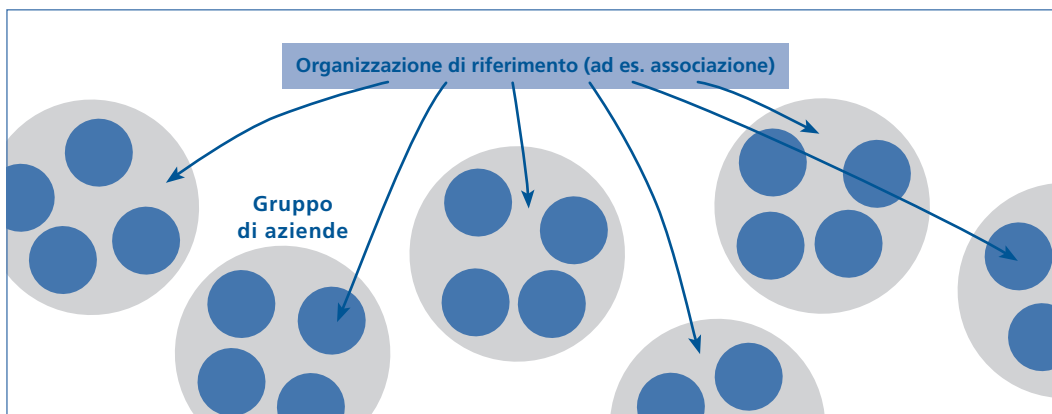 Organizzazione di riferimento (ad es. associazione)
Gruppo
di aziende